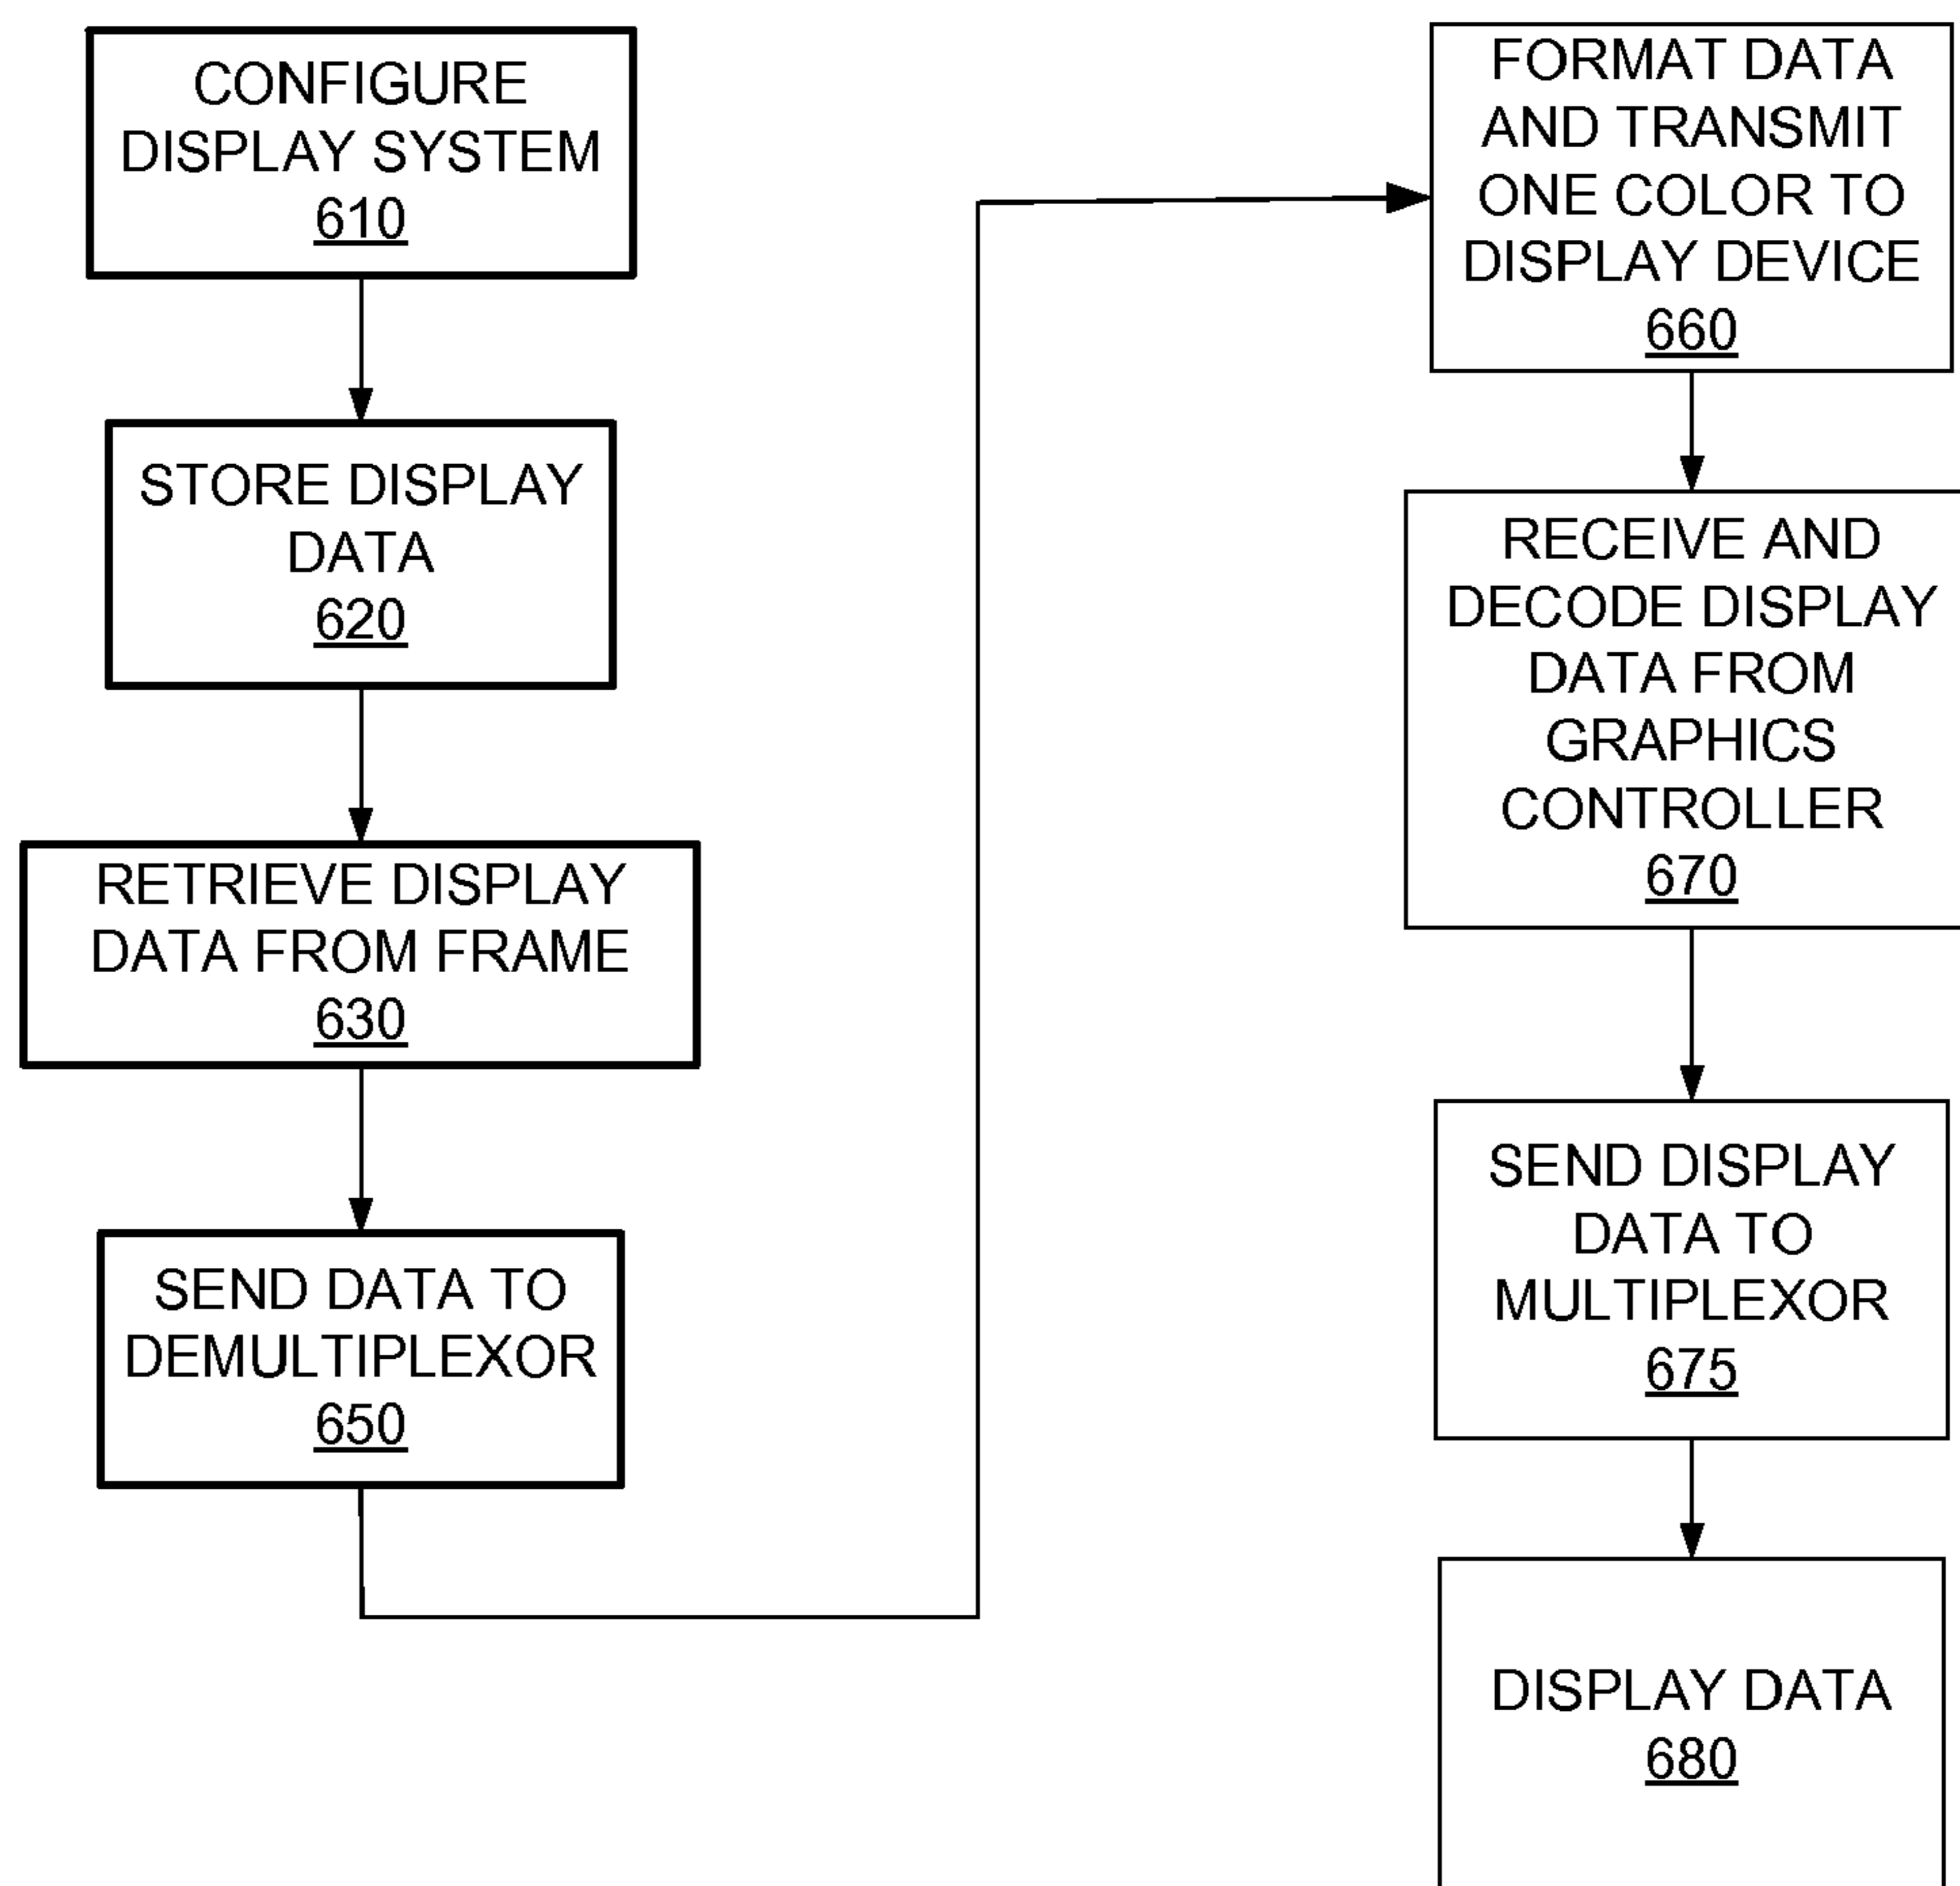 CONFIGURE
DISPLAY SYSTEM
610
STORE DISPLAY
DATA
620
RETRIEVE DISPLAY
DATA FROM FRAME
630
SEND DATA TO
DEMULTIPLEXOR
650
FORMAT DATA
AND TRANSMIT
ONE COLOR TO
DISPLAY DEVICE
660
RECEIVE AND
DECODE DISPLAY
DATA FROM
GRAPHICS
CONTROLLER
670
SEND DISPLAY
DATA TO
MULTIPLEXOR
675
DISPLAY DATA
680